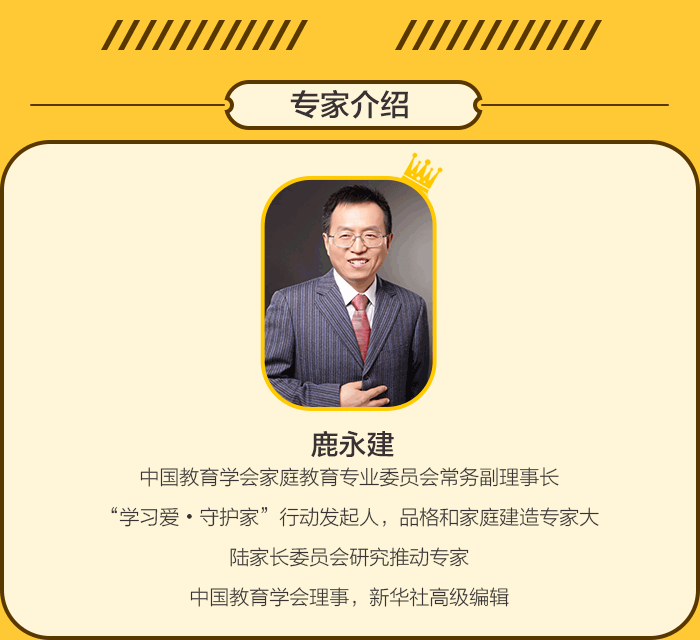 专家介绍
鹿永建
中国教育学会家庭教育专业委员会常务副理事长
“学习爱·守护家”行动发起人，品格和家庭建造专家大
陆家长委员会研究推动专家
中国教育学会理事，新华社高级编辑